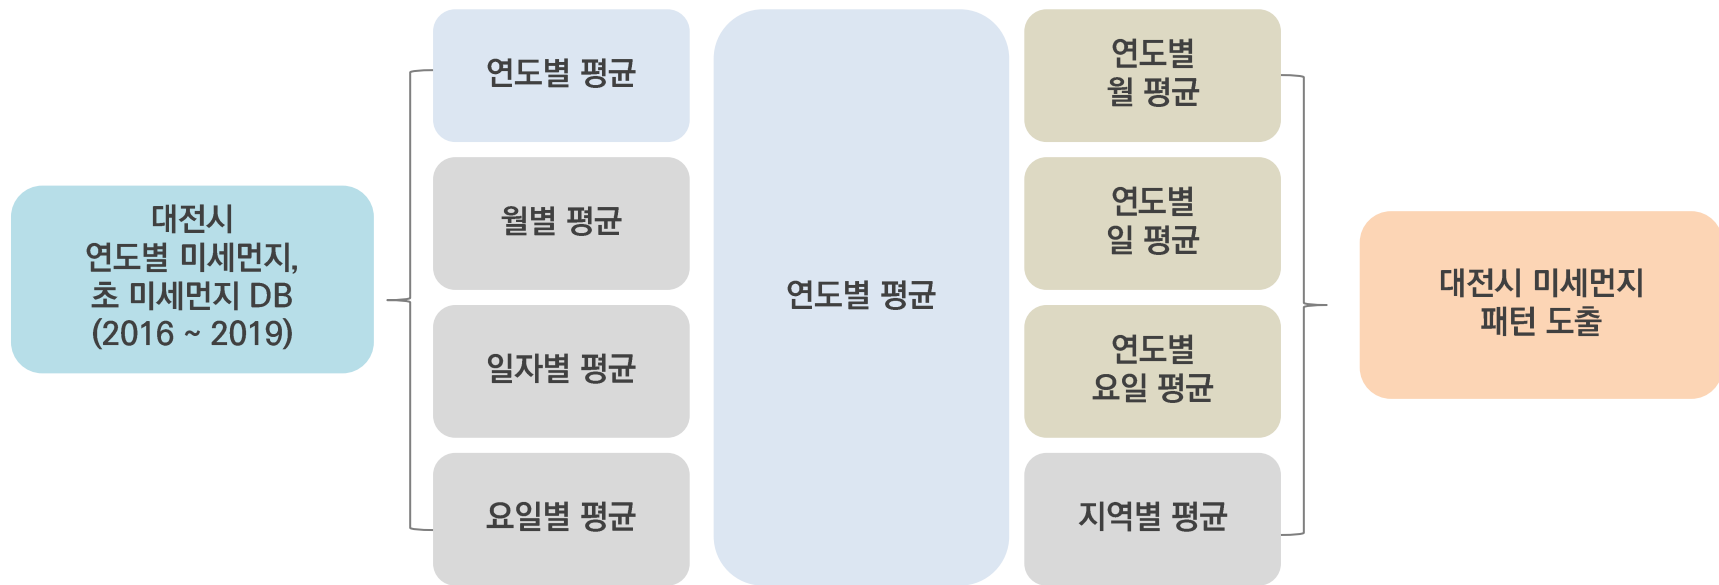 대전시
연도별 미세먼지,
초 미세먼지 DB
(2016 ~ 2019)
연도별 평균
월별 평균
일자별 평균
요일별 평균
연도별 평균
연도별
월 평균
연도별
일 평균
연도별
요일 평균
지역별 평균
대전시 미세먼지
패턴 도출